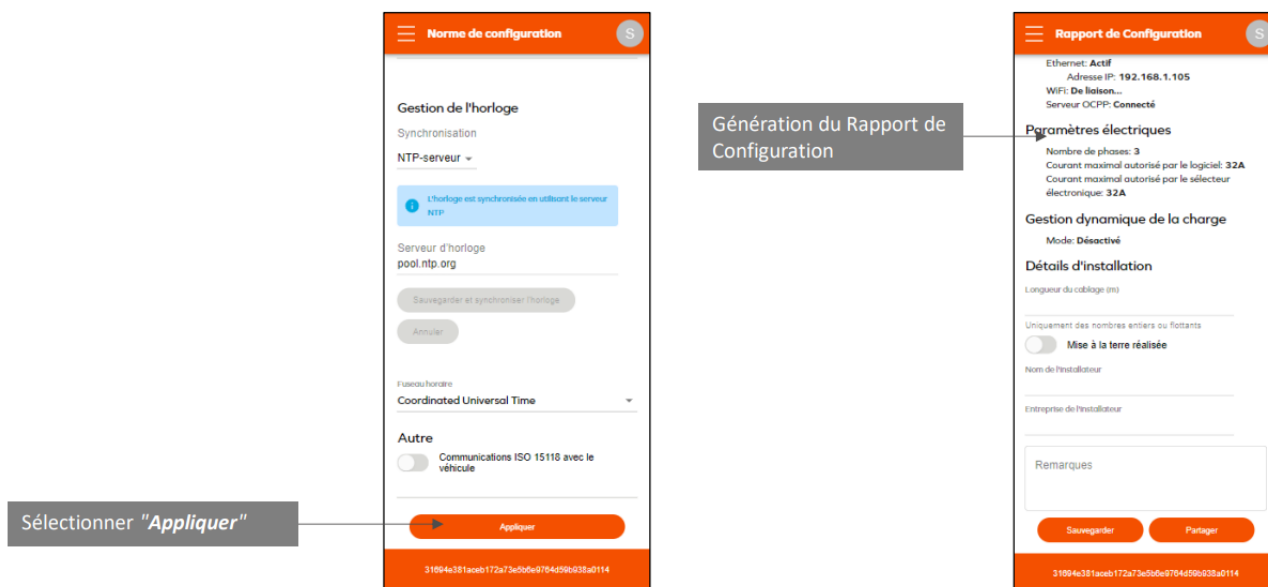 Norme de configuration
S
Gestion de l'horloge
Synchronisation
NTP-serveur
L'horloge est synchronisée en utilisant le serveur
NTP
Serveur d'horloge
pool.ntp.org
Sauvegarder et synchroniser l'horloge
Annuler
Fuseau horaire
Coordinated Universal Time
Autre
Communications ISO 15118 avec le
véhicule
Sélectionner "Appliquer"
Appliquer
31694e381aceb172a73e5b6e9764d59b938a0114
Génération du Rapport de
Configuration
Rapport de Configuration
S
Ethernet: Actif
Adresse IP: 192.168.1.105
WiFi: De liaison...
Serveur OCPP: Connecté
Paramètres électriques
Nombre de phases: 3
Courant maximal autorisé par le logiciel: 32A
Courant maximal autorisé par le sélecteur
électronique: 32A
Gestion dynamique de la charge
Mode: Désactivé
Détails d'installation
Longueur du cablage (m)
Uniquement des nombres entiers ou flottants
Mise à la terre réalisée
Nom de l'installateur
Entreprise de l'installateur
Remarques
Sauvegarder
Partager
31694e381aceb172a73e5b6e9764d59b938a0114